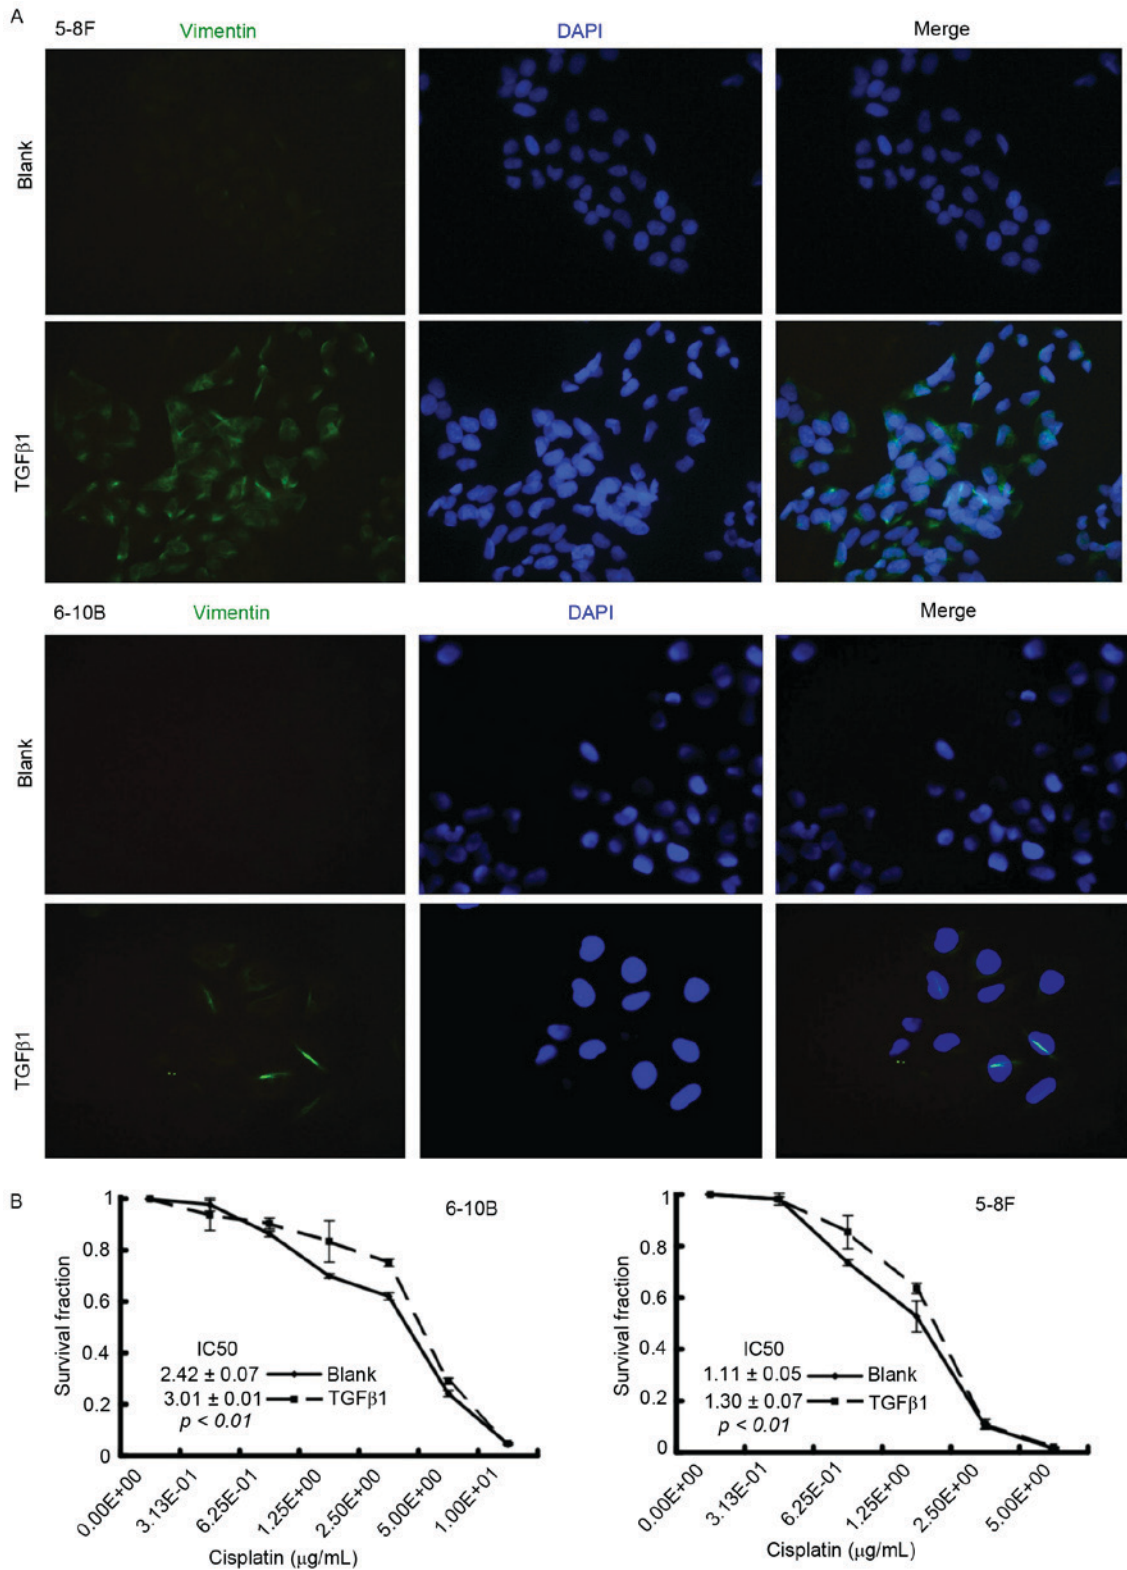 A
5-8F Vimentin DAPI Merge
Blank
TGFβ1
6-10B Vimentin DAPI Merge
Blank
TGFβ1
B
6-10B
Survival fraction
1
0.8
0.6
0.4
0.2
0
IC50
2.42 ± 0.07 Blank
3.01 ± 0.01 TGFβ1
p < 0.01
0.00E+00
3.13E-01
6.25E-01
1.25E+00
2.50E+00
5.00E+00
1.00E+01
Cisplatin (μg/mL)
5-8F
Survival fraction
1
0.8
0.6
0.4
0.2
0
IC50
1.11 ± 0.05 Blank
1.30 ± 0.07 TGFβ1
p < 0.01
0.00E+00
3.13E-01
6.25E-01
1.25E+00
2.50E+00
5.00E+00
Cisplatin (μg/mL)